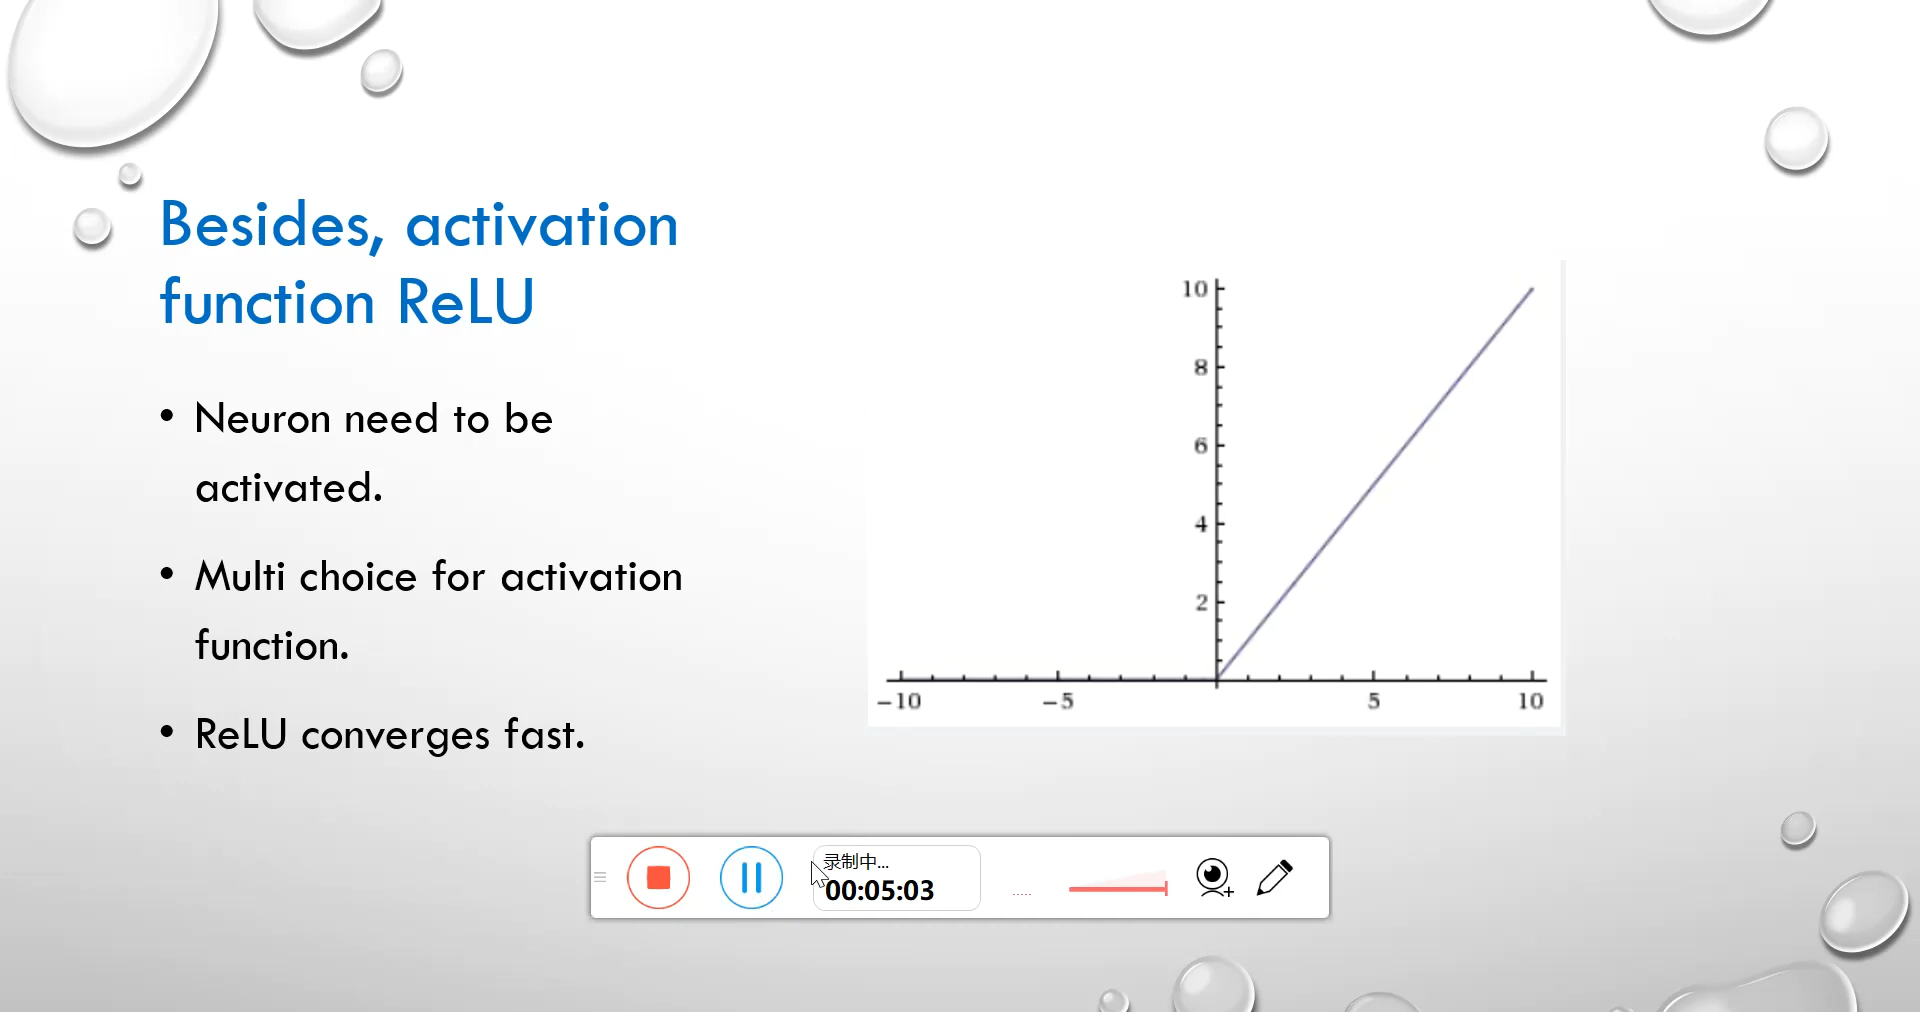 Besides, activation
function ReLU
• Neuron need to be
activated.
• Multi choice for activation
function.
• ReLU converges fast.
10
8
6
4
2
−10
−5
5
10
录制中...
00:05:03